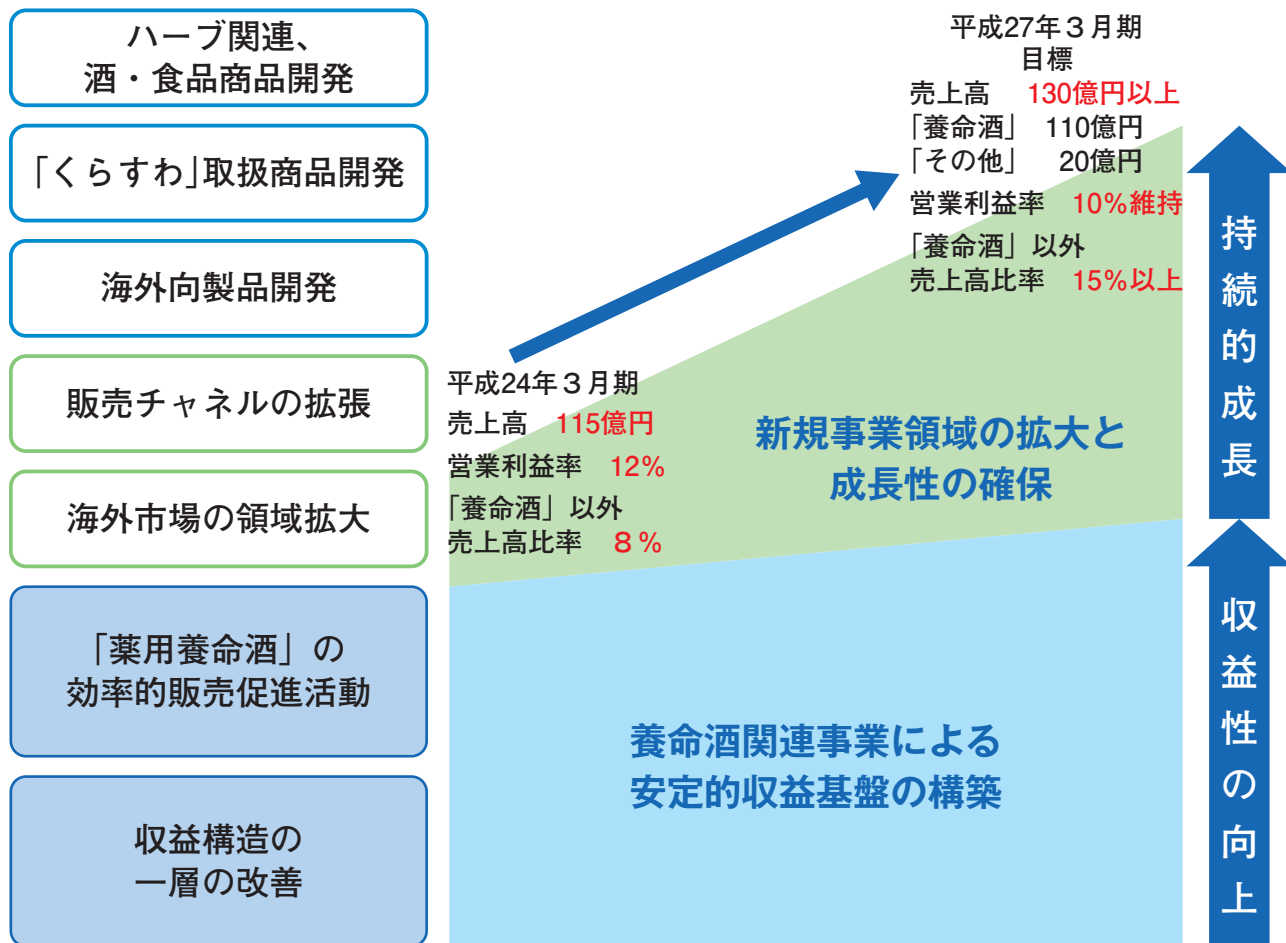 ハーブ関連、
酒・食品商品開発
「くらすわ」取扱商品開発
海外向製品開発
販売チャネルの拡張
海外市場の領域拡大
「薬用養命酒」の
効率的販売促進活動
収益構造の
一層の改善
平成24年3月期
売上高 115億円
営業利益率 12%
「養命酒」以外
売上高比率 8%
平成27年3月期
目標
売上高 130億円以上
「養命酒」 110億円
「その他」 20億円
営業利益率 10%維持
「養命酒」以外
売上高比率 15%以上
新規事業領域の拡大と
成長性の確保
養命酒関連事業による
安定的収益基盤の構築
持続的成長
収益性の向上